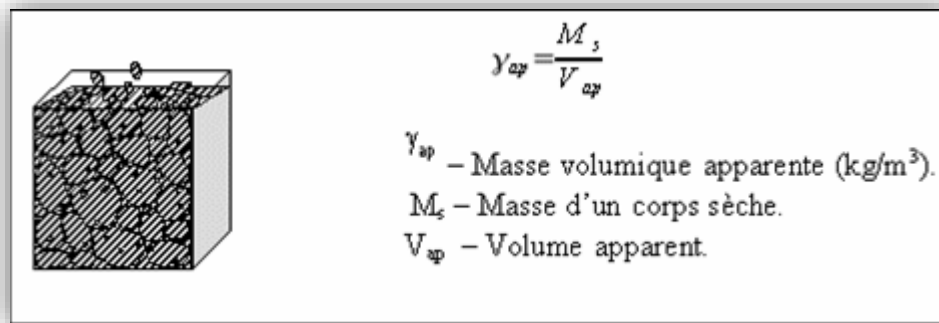 γap = Ms / Vap
γap – Masse volumique apparente (kg/m³).
Ms – Masse d'un corps sèche.
Vap – Volume apparent.